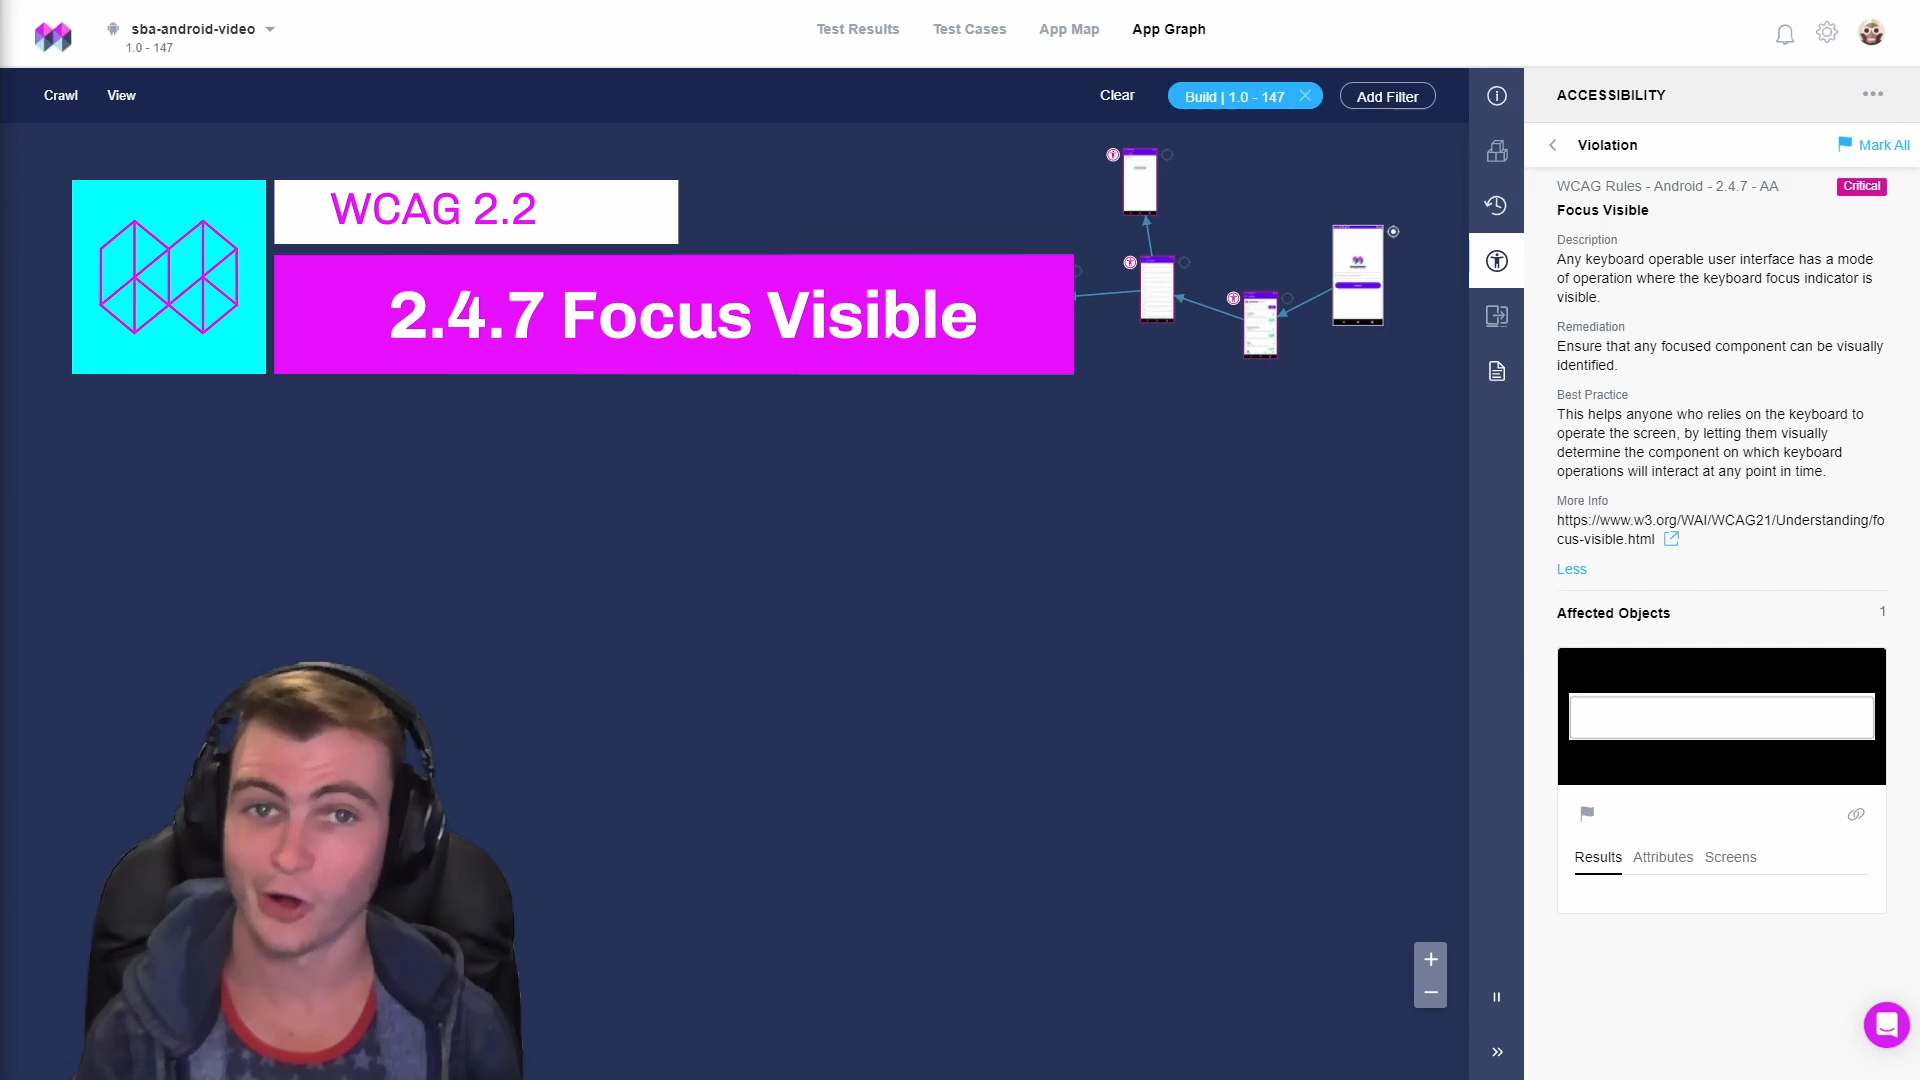 sba-android-video
1.0 - 147
Test Results
Test Cases
App Map
App Graph
Crawl
View
Clear
Build | 1.0 - 147
Add Filter
WCAG 2.2
2.4.7 Focus Visible
ACCESSIBILITY
Violation
Mark All
WCAG Rules - Android - 2.4.7 - AA
Critical
Focus Visible
Description
Any keyboard operable user interface has a mode
of operation where the keyboard focus indicator is
visible.
Remediation
Ensure that any focused component can be visually
identified.
Best Practice
This helps anyone who relies on the keyboard to
operate the screen, by letting them visually
determine the component on which keyboard
operations will interact at any point in time.
More Info
https://www.w3.org/WAI/WCAG21/Understanding/fo
cus-visible.html
Less
Affected Objects
1
Results
Attributes
Screens